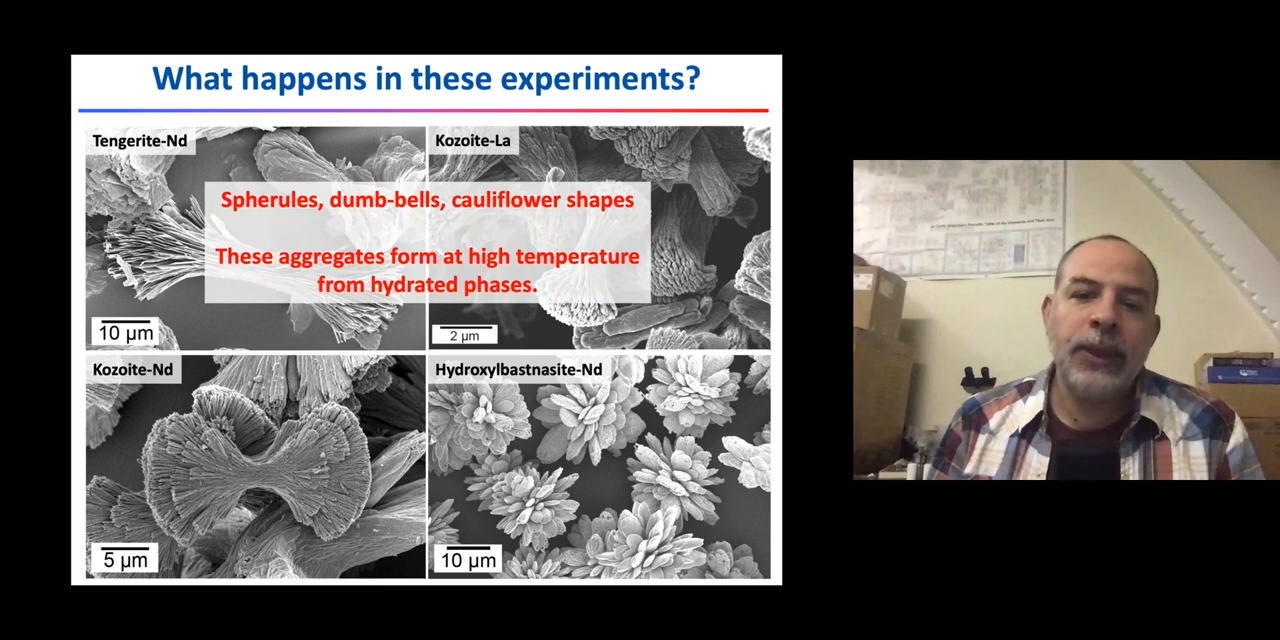 What happens in these experiments?
Tengerite-Nd
Kozoite-La
Spherules, dumb-bells, cauliflower shapes
These aggregates form at high temperature
from hydrated phases.
10 µm
2 µm
Kozoite-Nd
Hydroxylbastnasite-Nd
5 µm
10 µm